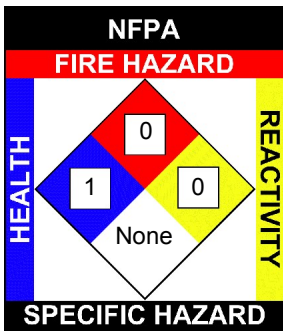 NFPA
FIRE HAZARD
HEALTH
0
1
0
None
REACTIVITY
SPECIFIC HAZARD